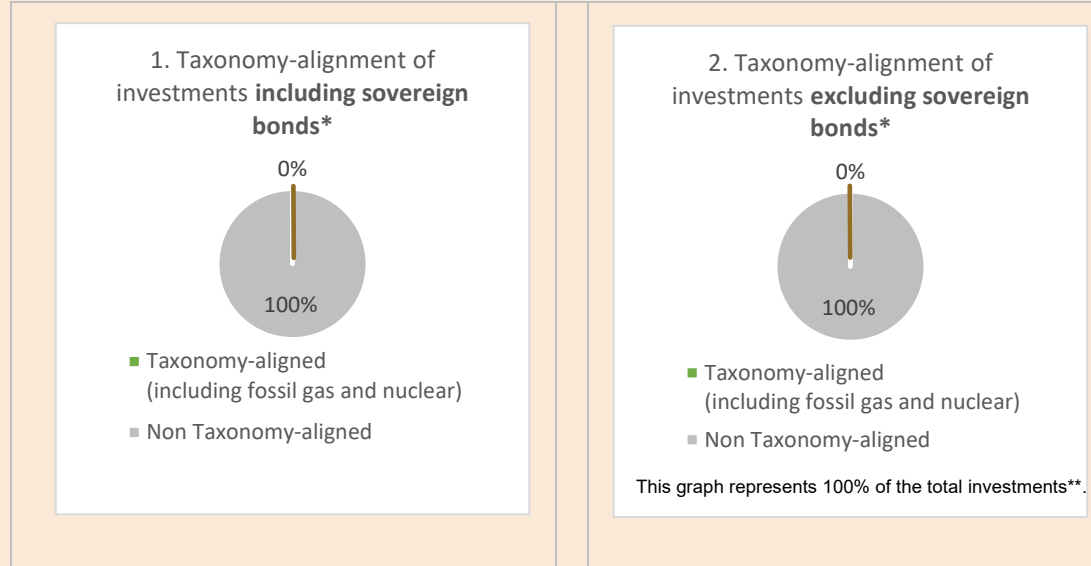 1. Taxonomy-alignment of
investments including sovereign
bonds*
0%
100%
Taxonomy-aligned
(including fossil gas and nuclear)
Non Taxonomy-aligned
2. Taxonomy-alignment of
investments excluding sovereign
bonds*
0%
100%
Taxonomy-aligned
(including fossil gas and nuclear)
Non Taxonomy-aligned
This graph represents 100% of the total investments**.